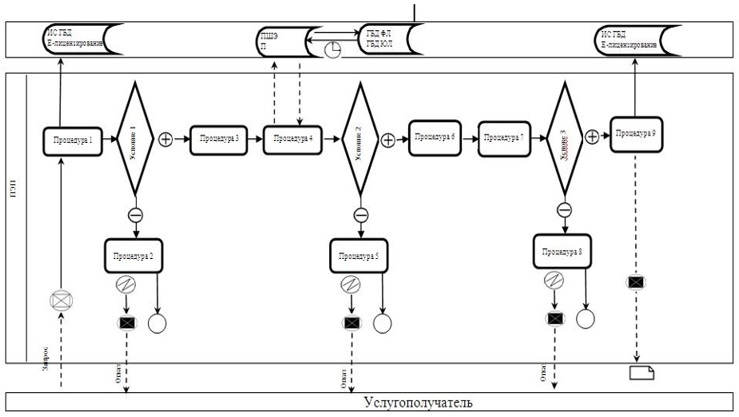 ИС ГБД
Е-лицензирование
ПШЭ
П
ГБД ФЛ
ГБД ЮЛ
ИС ГБД
Е-лицензирование
ПЭП
Процедура 1
Условие 1
Процедура 3
Процедура 4
Условие 2
Процедура 6
Процедура 7
Условие 3
Процедура 9
Процедура 2
Процедура 5
Процедура 8
Запрос
Отказ
Отказ
Отказ
Услугополучатель